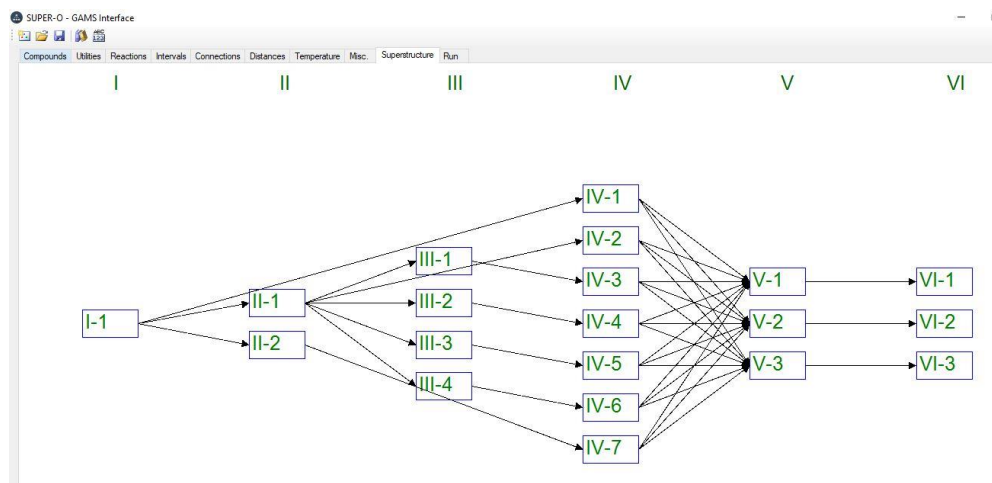 SUPER-O - GAMS Interface
Compounds Utilities Reactions Intervals Connections Distances Temperature Misc. Superstructure Run
I II III IV V VI
IV-1
IV-2
III-1
IV-3 V-1 VI-1
II-1 III-2
I-1 IV-4 V-2 VI-2
II-2 III-3
IV-5 V-3 VI-3
III-4
IV-6
IV-7